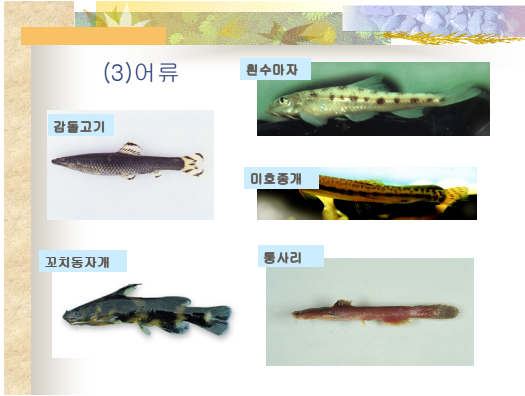 (3)어류
흰수마자
감돌고기
미호종개
꼬치동자개
퉁사리